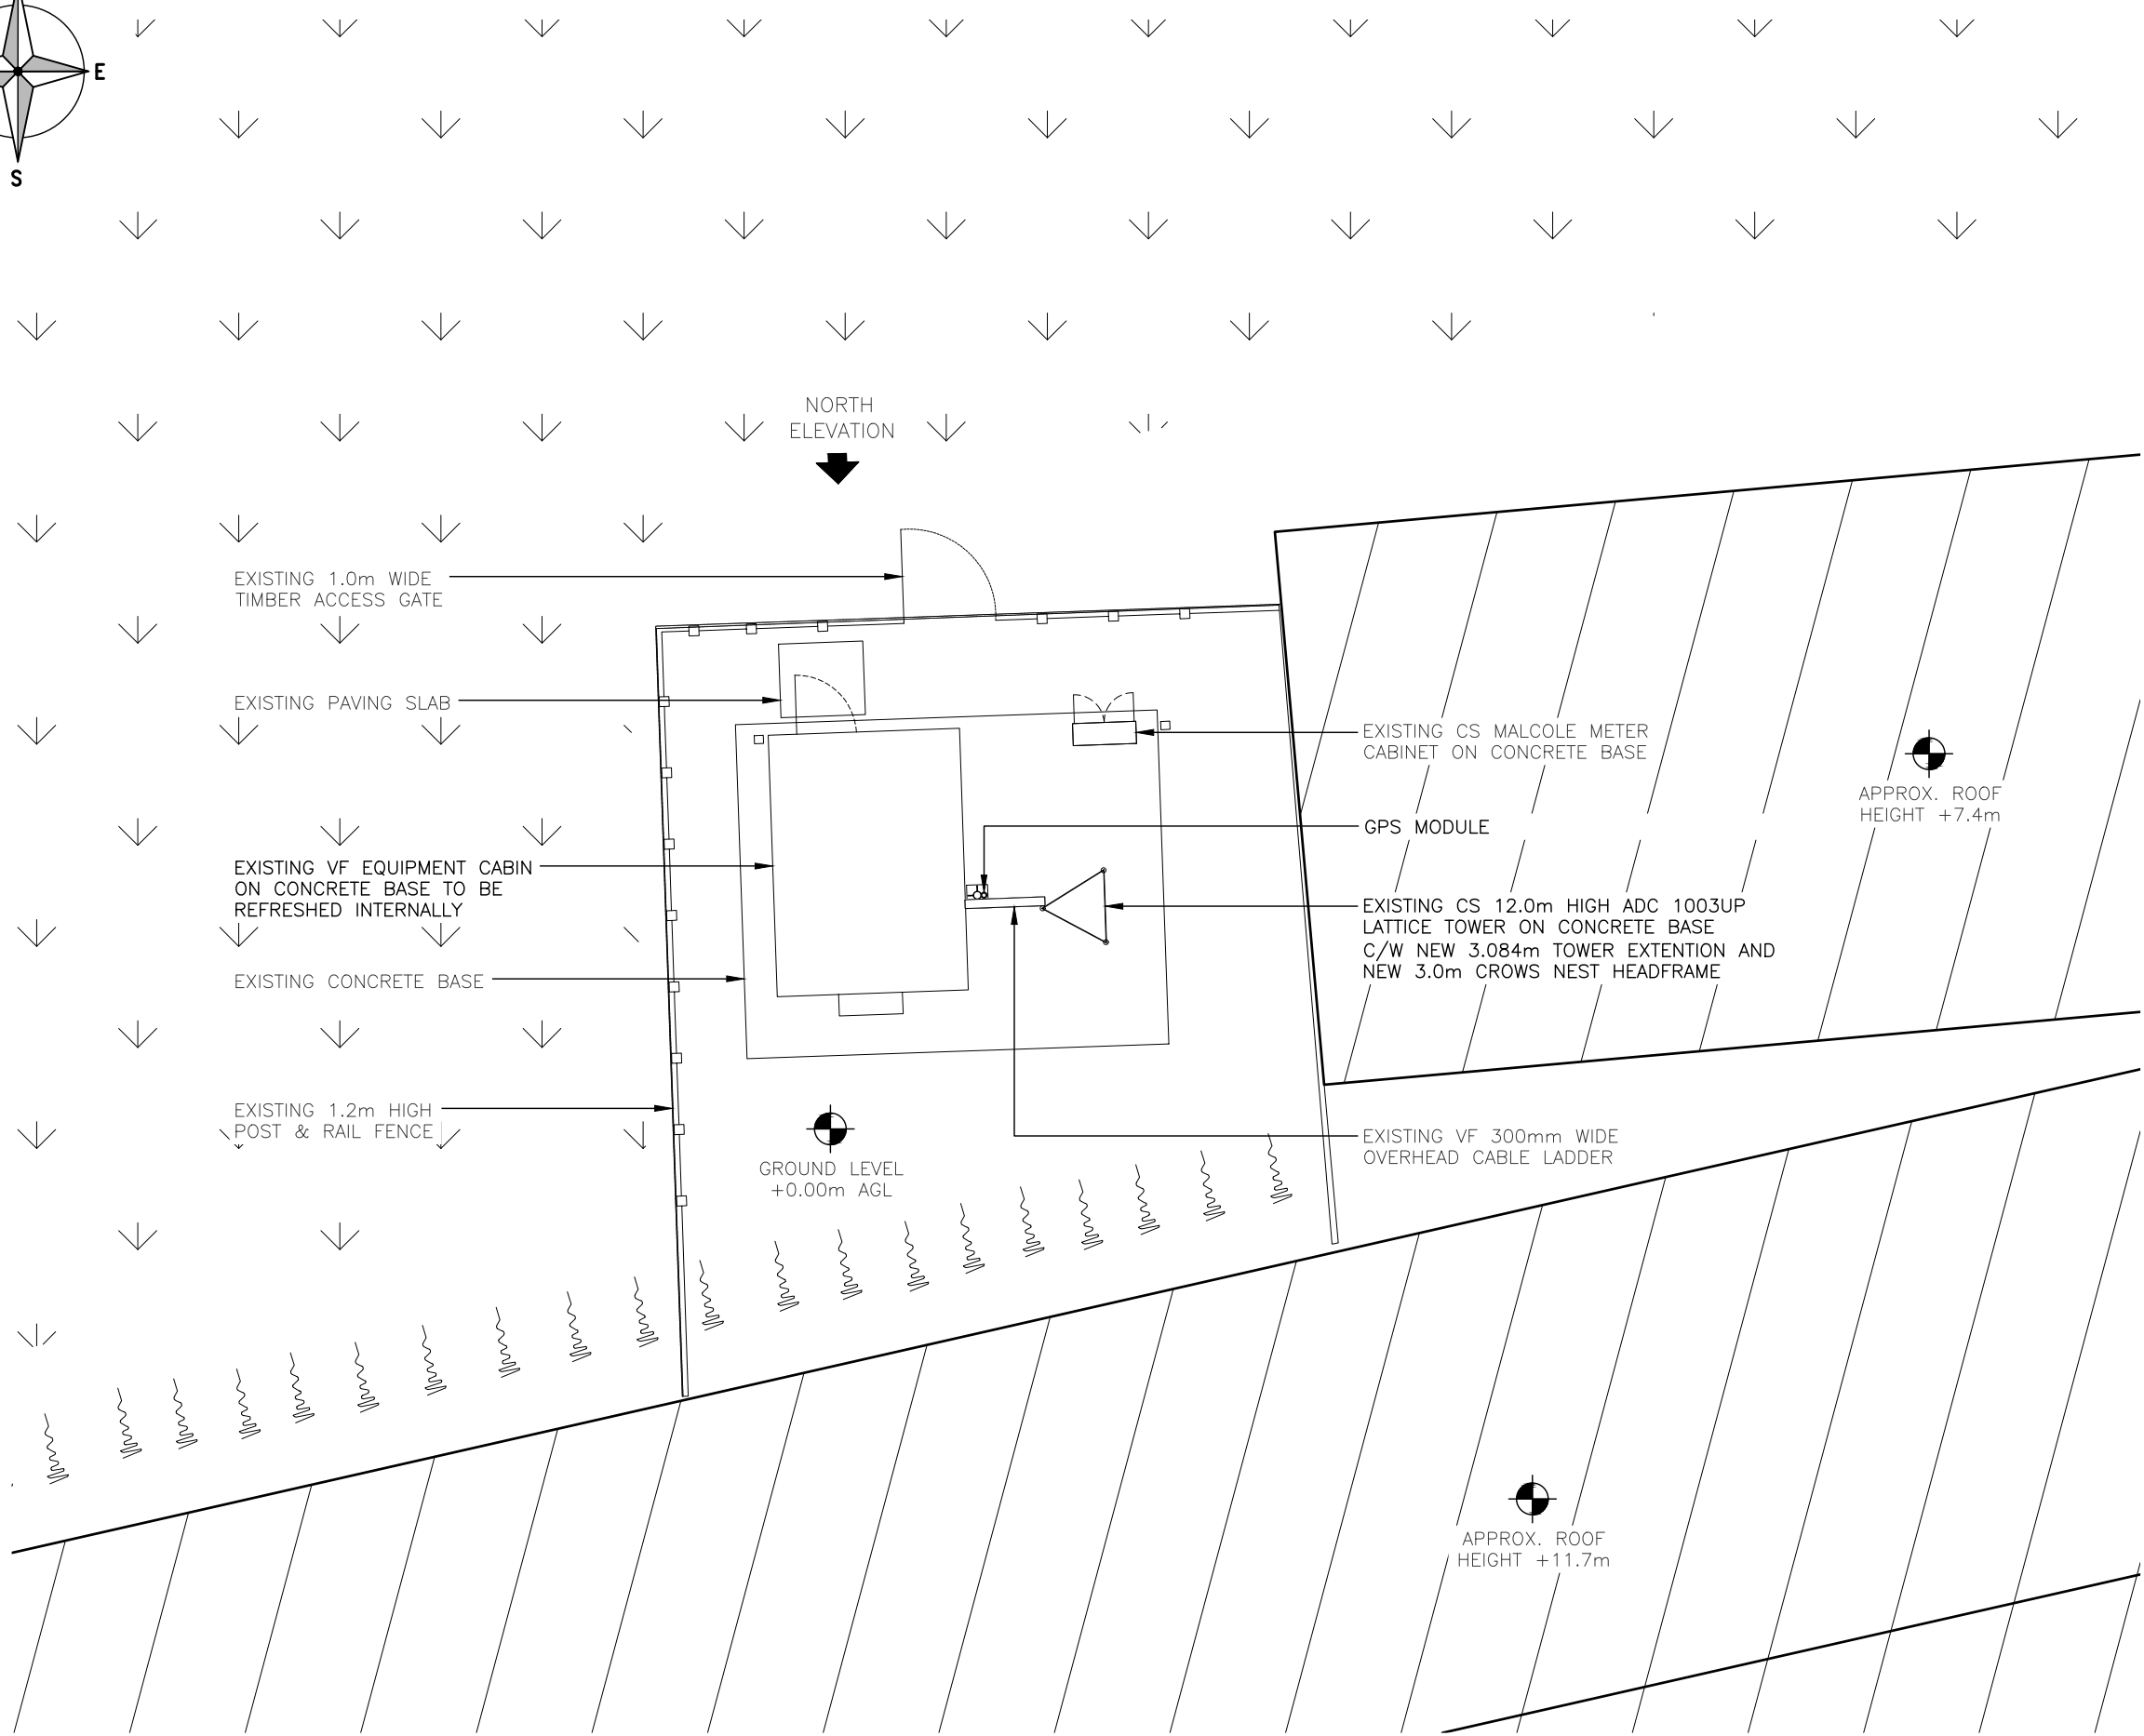 E
S
NORTH
ELEVATION
EXISTING 1.0m WIDE
TIMBER ACCESS GATE
EXISTING PAVING SLAB
EXISTING CS MALCOLE METER
CABINET ON CONCRETE BASE
APPROX. ROOF
HEIGHT +7.4m
GPS MODULE
EXISTING VF EQUIPMENT CABIN
ON CONCRETE BASE TO BE
REFRESHED INTERNALLY
EXISTING CS 12.0m HIGH ADC 1003UP
LATTICE TOWER ON CONCRETE BASE
C/W NEW 3.084m TOWER EXTENTION AND
NEW 3.0m CROWS NEST HEADFRAME
EXISTING CONCRETE BASE
EXISTING 1.2m HIGH
POST & RAIL FENCE
EXISTING VF 300mm WIDE
OVERHEAD CABLE LADDER
GROUND LEVEL
+0.00m AGL
APPROX. ROOF
HEIGHT +11.7m